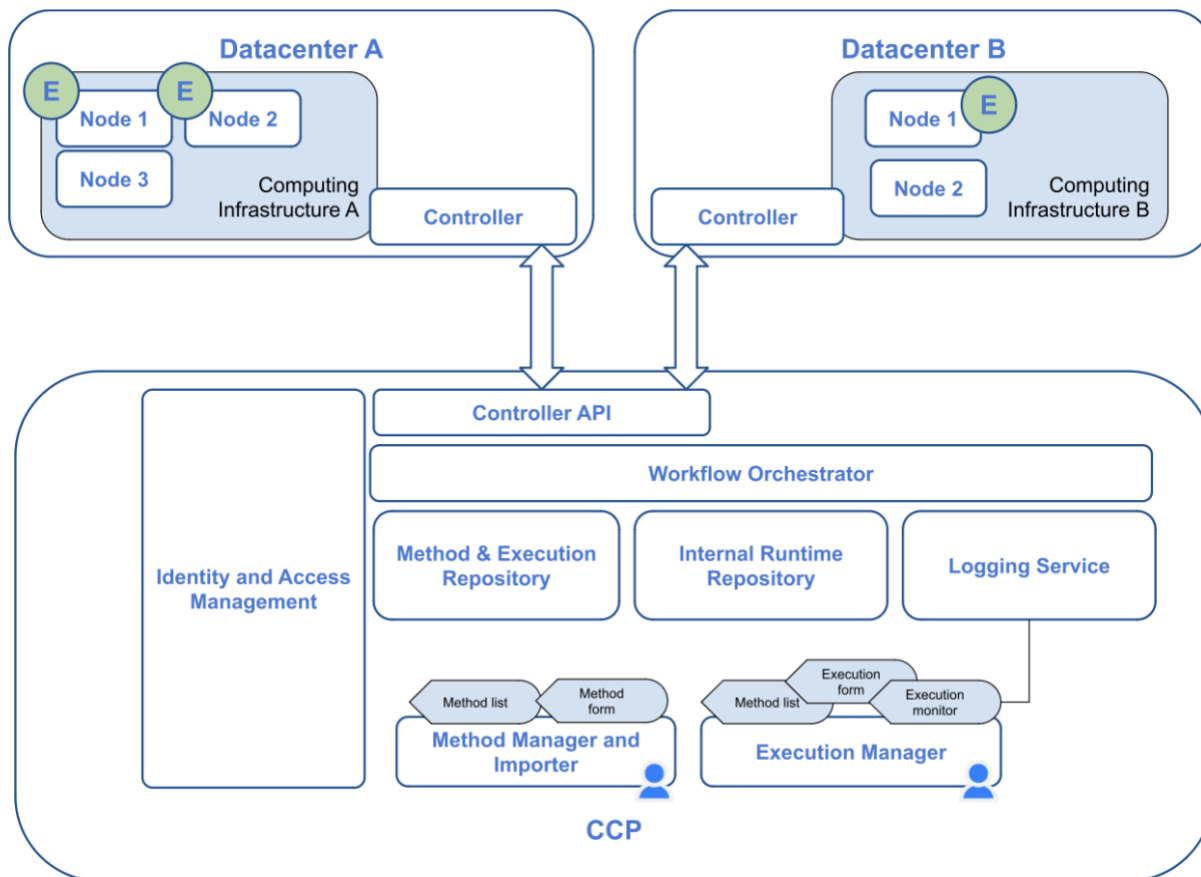 Datacenter A
E
E
Node 1
Node 2
Node 3
Computing
Infrastructure A
Controller
Datacenter B
Node 1
E
Node 2
Computing
Infrastructure B
Controller
Controller API
Workflow Orchestrator
Identity and Access
Management
Method & Execution
Repository
Internal Runtime
Repository
Logging Service
Method list
Method
form
Method Manager and
Importer
Method list
Execution
form
Execution
monitor
Execution Manager
CCP